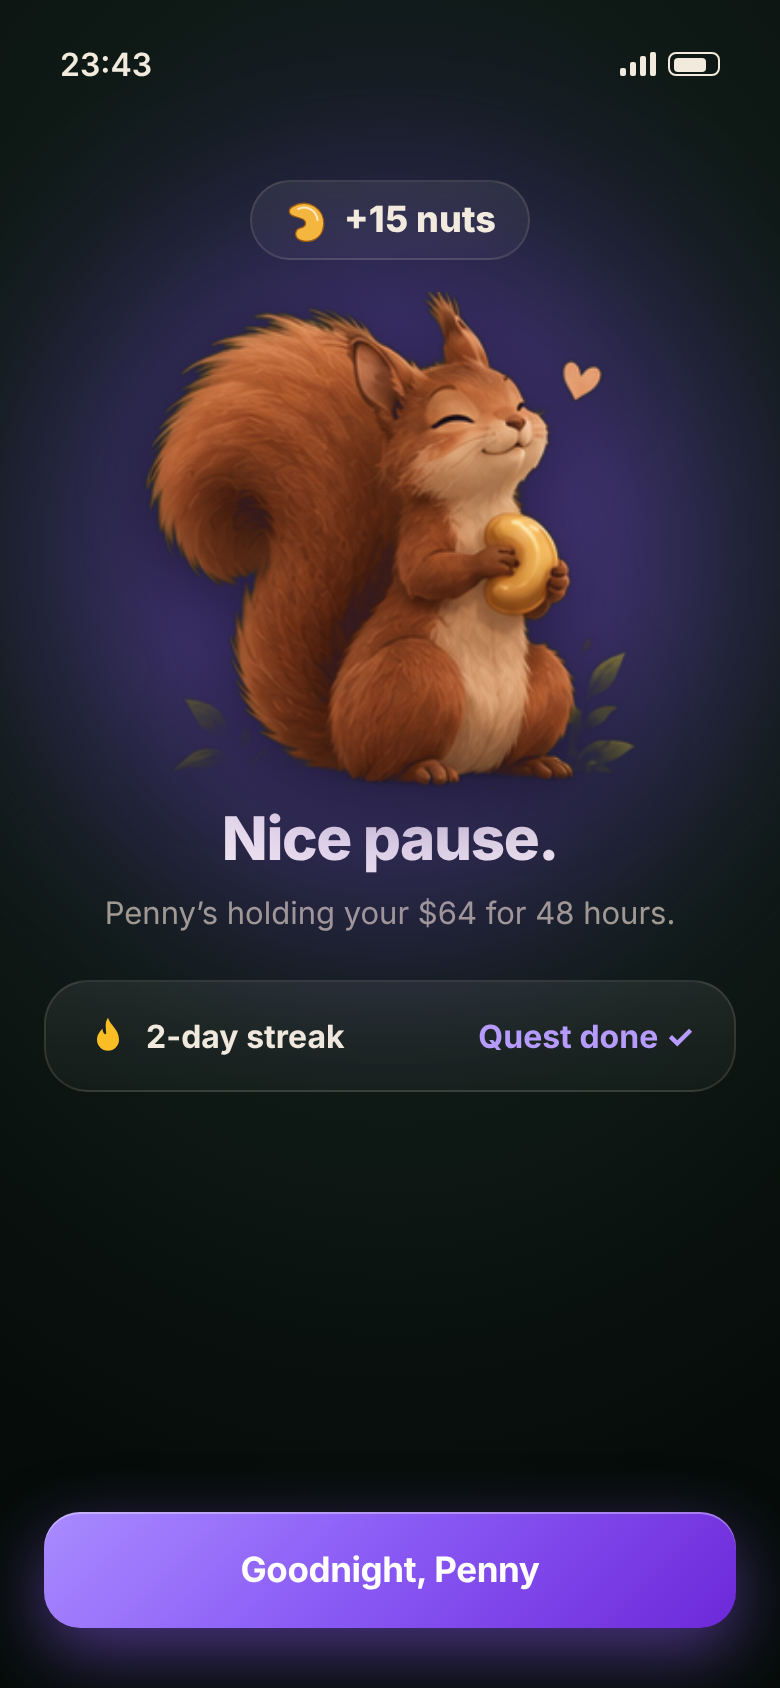 23:43
+15 nuts
Nice pause.
Penny’s holding your $64 for 48 hours.
2-day streak
Quest done ✓
Goodnight, Penny